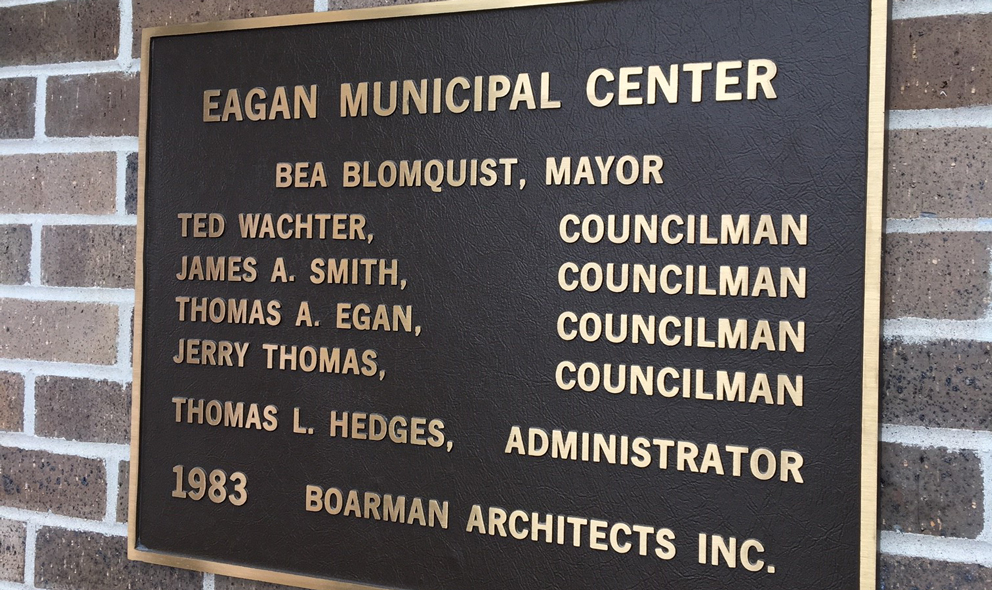 EAGAN MUNICIPAL CENTER
BEA BLOMQUIST, MAYOR
TED WACHTER, COUNCILMAN
JAMES A. SMITH, COUNCILMAN
THOMAS A. EGAN, COUNCILMAN
JERRY THOMAS, COUNCILMAN
THOMAS L. HEDGES, ADMINISTRATOR
1983 BOARMAN ARCHITECTS INC.